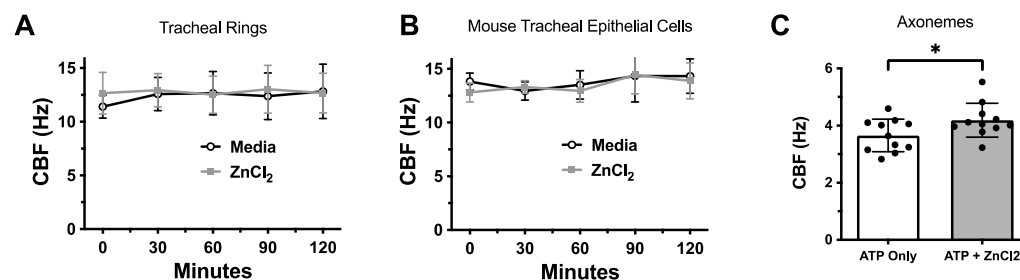 A
Tracheal Rings
CBF (Hz)
15
10
5
0
Media
ZnCl2
0 30 60 90 120
Minutes
B
Mouse Tracheal Epithelial Cells
CBF (Hz)
15
10
5
0
Media
ZnCl2
0 30 60 90 120
Minutes
C
Axonemes
*
CBF (Hz)
6
4
2
0
ATP Only ATP + ZnCl2